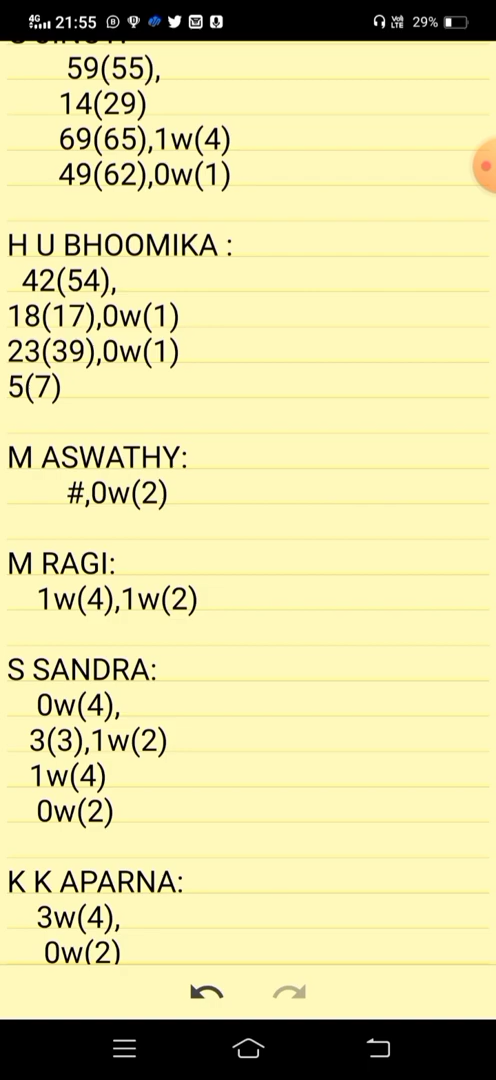 4G 21:55 29%
59(55),
14(29)
69(65),1w(4)
49(62),0w(1)
H U BHOOMIKA :
42(54),
18(17),0w(1)
23(39),0w(1)
5(7)
M ASWATHY:
#,0w(2)
M RAGI:
1w(4),1w(2)
S SANDRA:
0w(4),
3(3),1w(2)
1w(4)
0w(2)
K K APARNA:
3w(4),
0w(2)